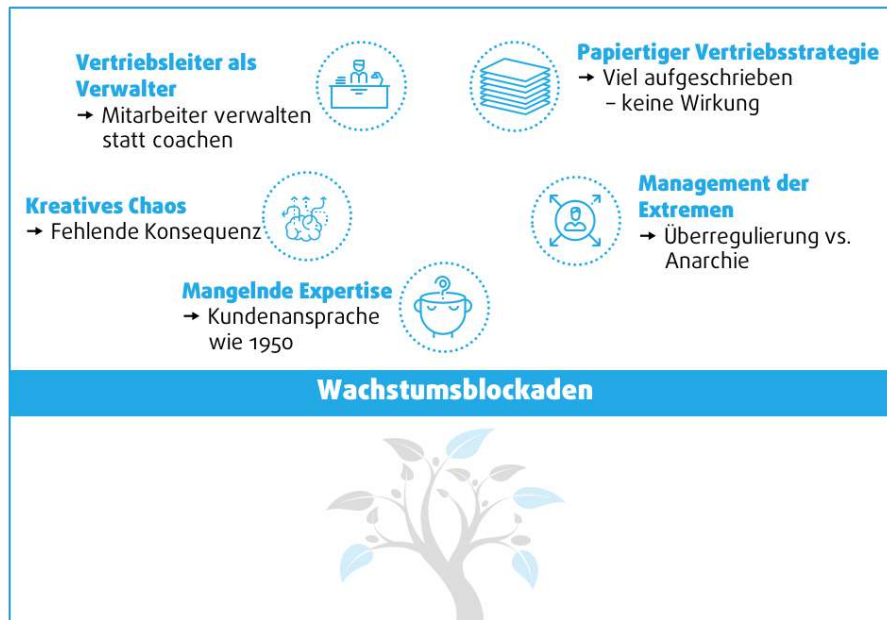 Vertriebsleiter als
Verwalter
→ Mitarbeiter verwalten
statt coachen
Papiertiger Vertriebsstrategie
→ Viel aufgeschrieben
– keine Wirkung
Kreatives Chaos
→ Fehlende Konsequenz
Management der
Extremen
→ Überregulierung vs.
Anarchie
Mangelnde Expertise
→ Kundenansprache
wie 1950
Wachstumsblockaden